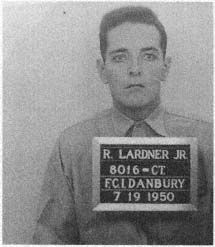 R. LARDNER JR
8016-CT.
F.C.I. DANBURY
7 19 1950